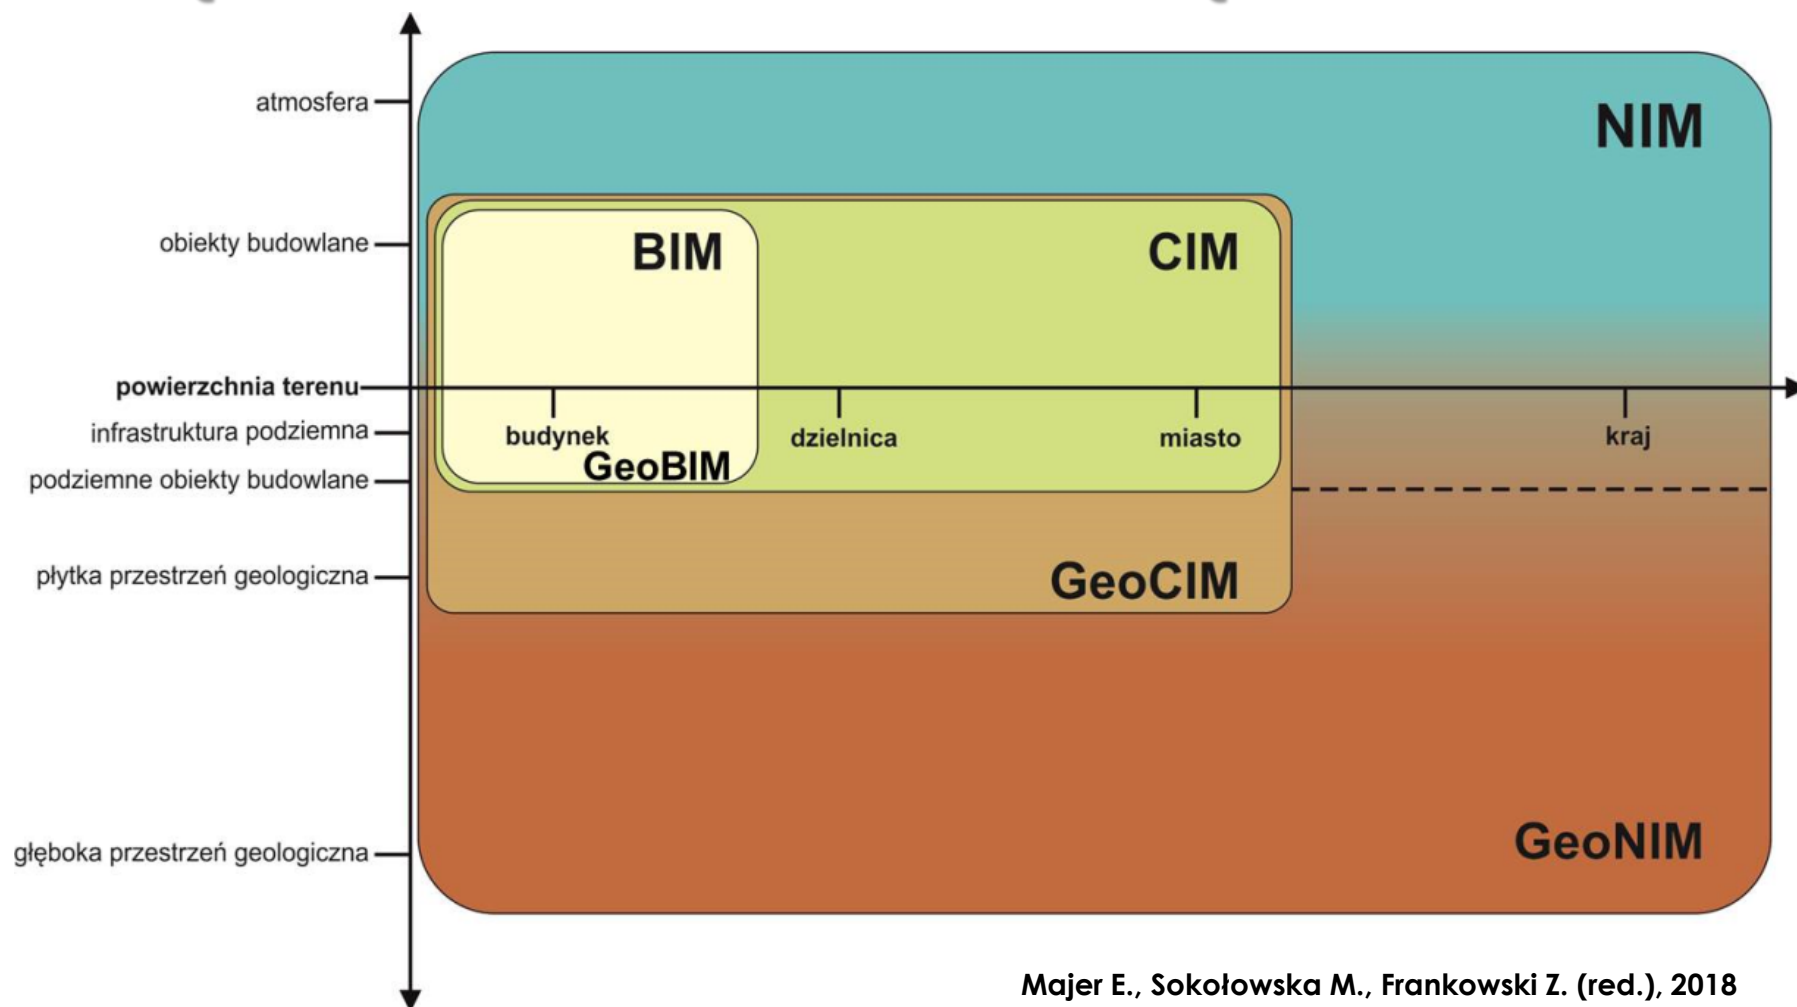 atmosfera
NIM
obiekty budowlane
BIM
CIM
powierzchnia terenu
infrastruktura podziemna
budynek
dzielnica
miasto
kraj
GeoBIM
podziemne obiekty budowlane
płytka przestrzeń geologiczna
GeoCIM
głęboka przestrzeń geologiczna
GeoNIM
Majer E., Sokołowska M., Frankowski Z. (red.), 2018